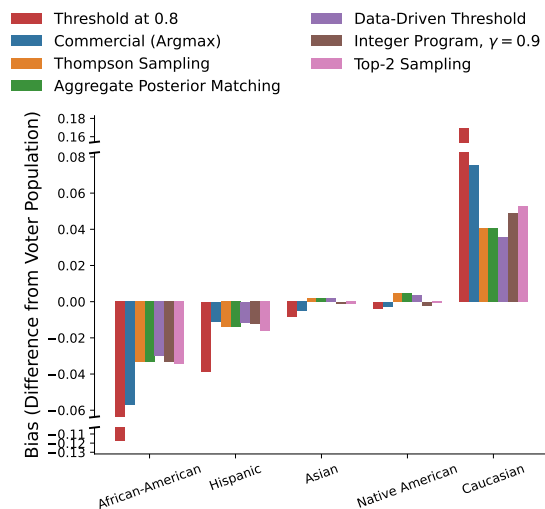 Threshold at 0.8
Commercial (Argmax)
Thompson Sampling
Aggregate Posterior Matching
Data-Driven Threshold
Integer Program, γ = 0.9
Top-2 Sampling
Bias (Difference from Voter Population)
0.18
0.16
0.08
0.06
0.04
0.02
0.00
−0.02
−0.04
−0.06
−0.11
−0.12
−0.13
African-American
Hispanic
Asian
Native American
Caucasian